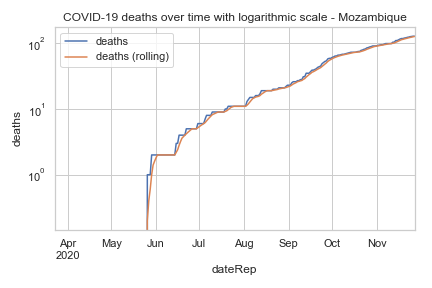 COVID-19 deaths over time with logarithmic scale - Mozambique
deaths
deaths (rolling)
10²
10¹
10⁰
deaths
Apr
2020
May
Jun
Jul
Aug
Sep
Oct
Nov
dateRep